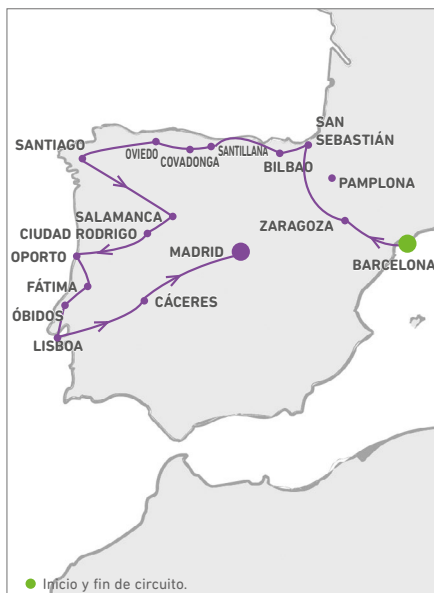 SAN
SEBASTIÁN
SANTIAGO
OVIEDO
COVADONGA
SANTILLANA
BILBAO
PAMPLONA
SALAMANCA
ZARAGOZA
CIUDAD RODRIGO
MADRID
OPORTO
BARCELONA
FÁTIMA
CÁCERES
ÓBIDOS
LISBOA
Inicio y fin de circuito.